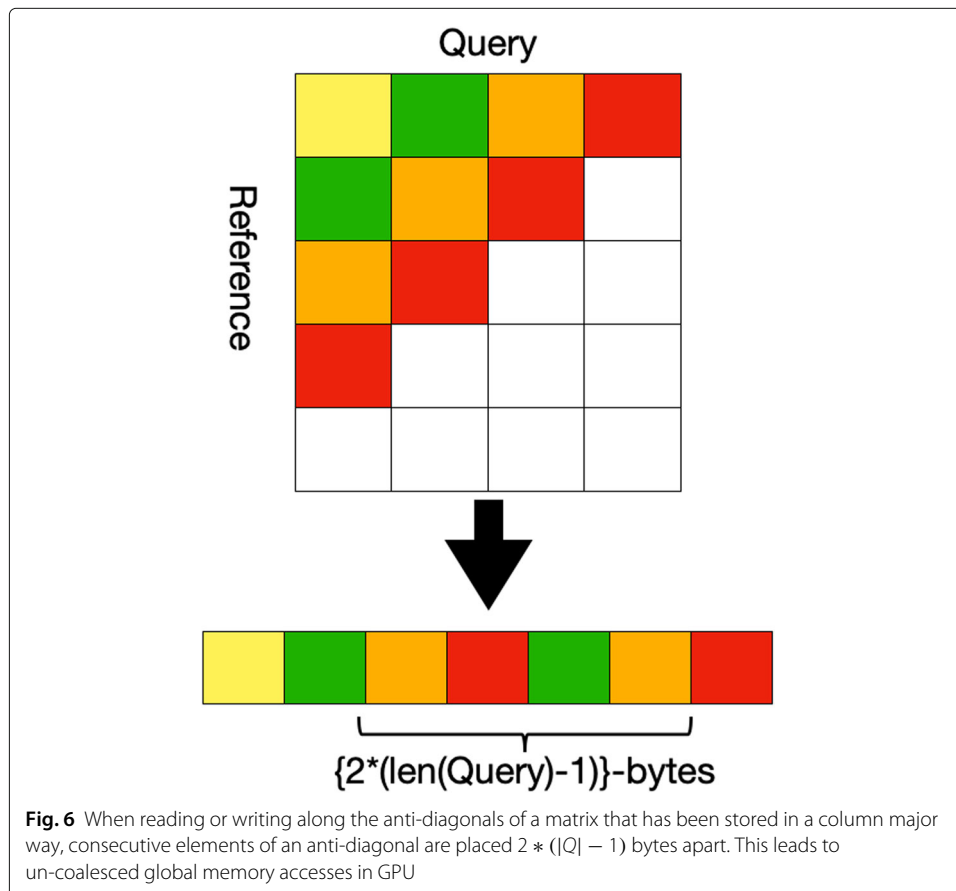 Query
Reference
{2*(len(Query)-1)}-bytes
Fig. 6 When reading or writing along the anti-diagonals of a matrix that has been stored in a column major
way, consecutive elements of an anti-diagonal are placed 2 ∗ (|Q| − 1) bytes apart. This leads to
un-coalesced global memory accesses in GPU